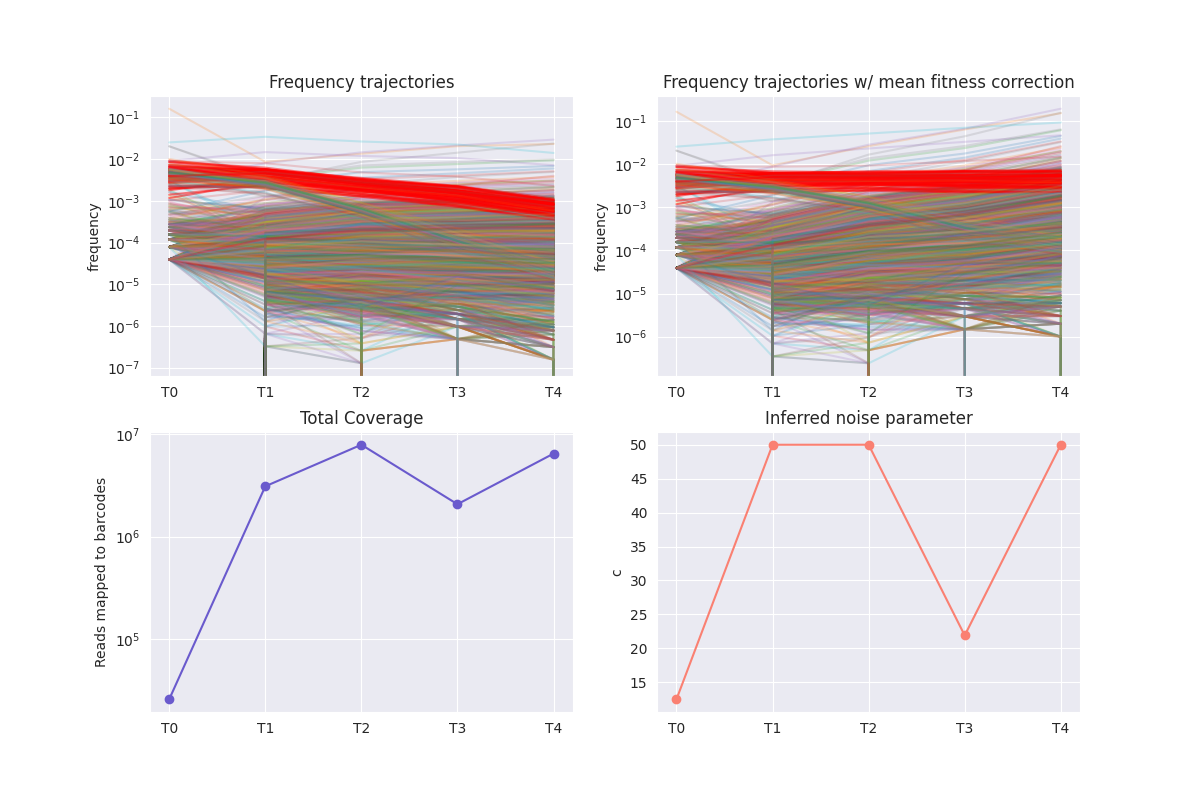 Frequency trajectories
frequency
10⁻¹
10⁻²
10⁻³
10⁻⁴
10⁻⁵
10⁻⁶
10⁻⁷
T0 T1 T2 T3 T4
Frequency trajectories w/ mean fitness correction
frequency
10⁻¹
10⁻²
10⁻³
10⁻⁴
10⁻⁵
10⁻⁶
T0 T1 T2 T3 T4
Total Coverage
Reads mapped to barcodes
10⁷
10⁶
10⁵
T0 T1 T2 T3 T4
Inferred noise parameter
c
50
45
40
35
30
25
20
15
T0 T1 T2 T3 T4